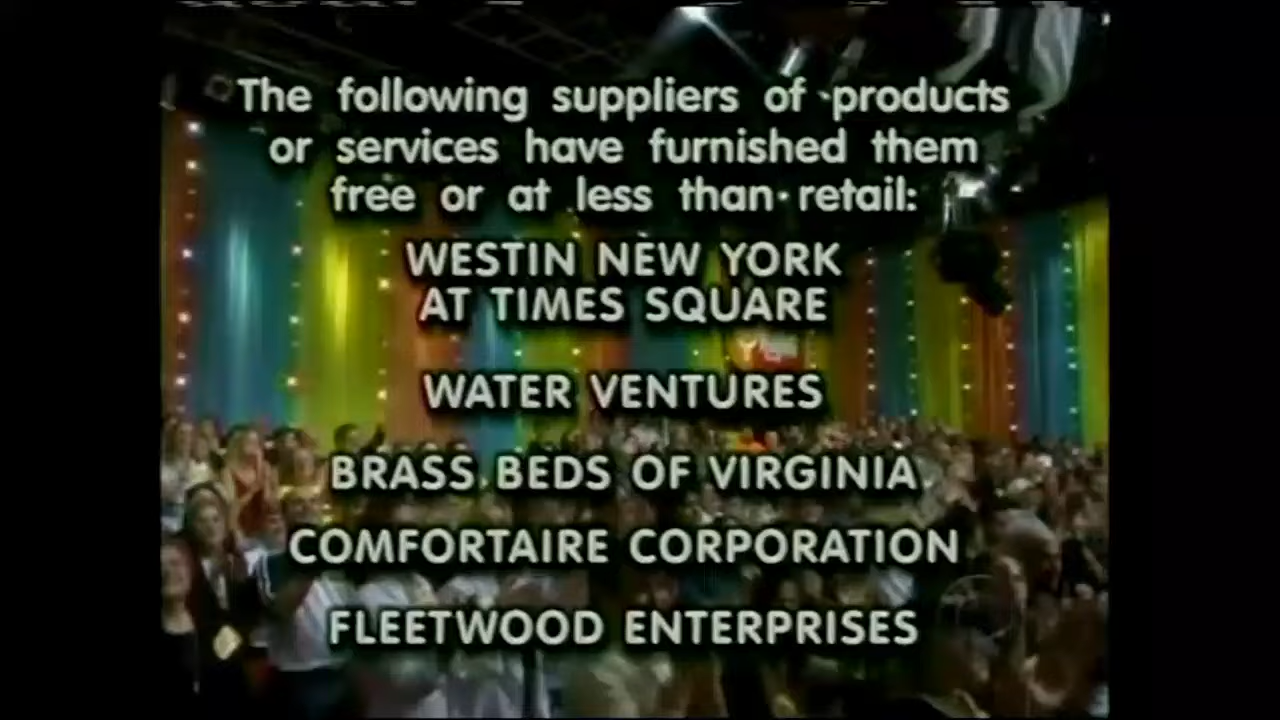 The following suppliers of products
or services have furnished them
free or at less than retail:
WESTIN NEW YORK
AT TIMES SQUARE
WATER VENTURES
BRASS BEDS OF VIRGINIA
COMFORTAIRE CORPORATION
FLEETWOOD ENTERPRISES